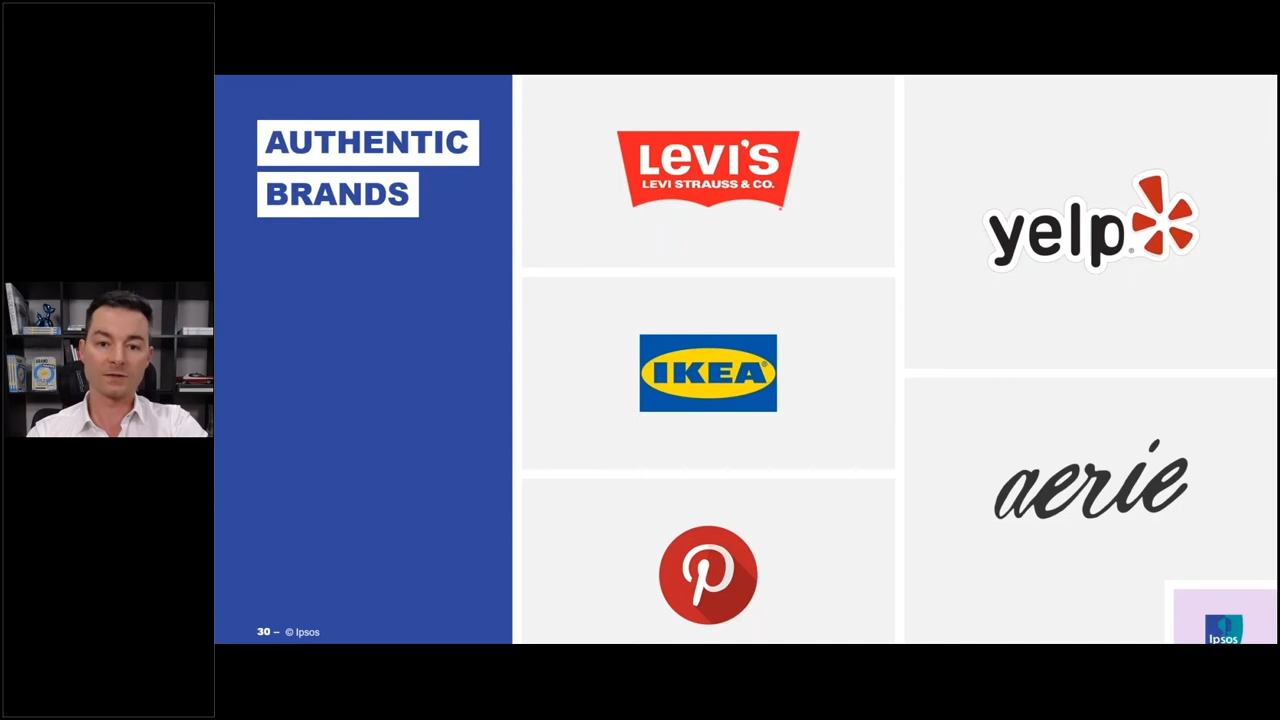 AUTHENTIC
BRANDS
LEVI'S
LEVI STRAUSS & CO.
yelp
®
IKEA
®
aerie
30 – © Ipsos
Ipsos